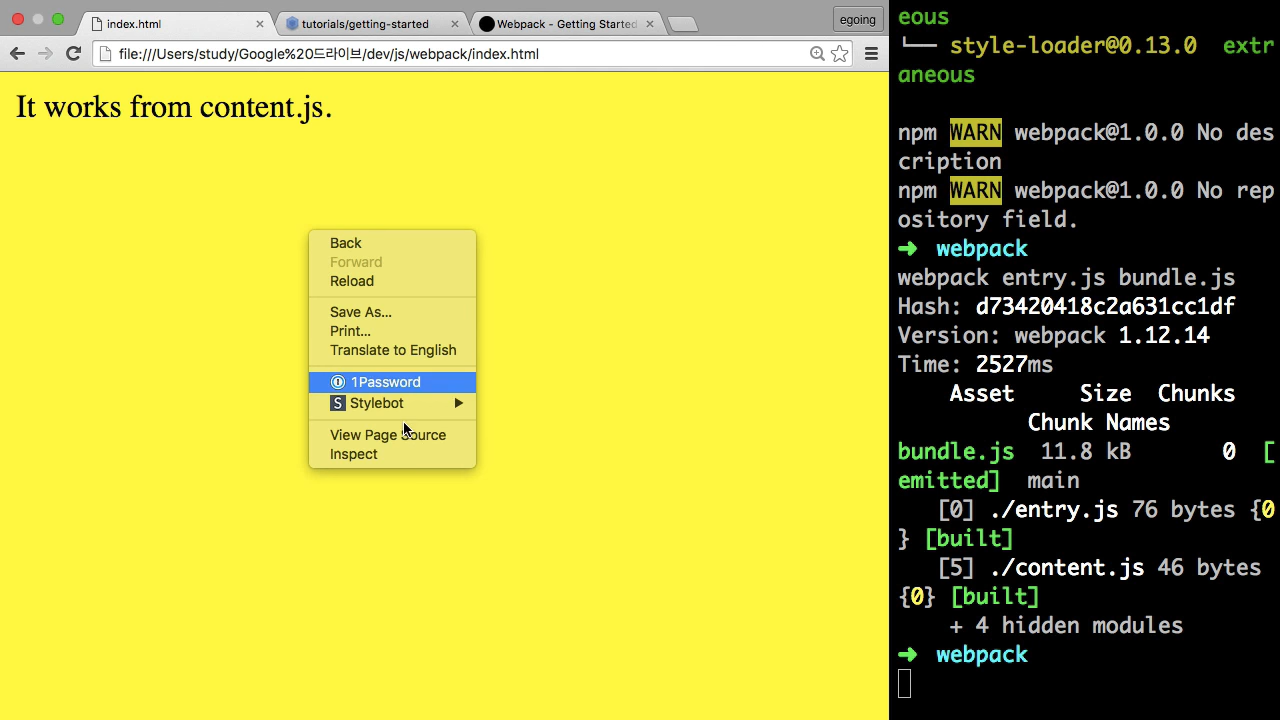 index.html
tutorials/getting-started
Webpack - Getting Started
egoing
file:///Users/study/Google%20드라이브/dev/js/webpack/index.html
It works from content.js.
Back
Forward
Reload
Save As...
Print...
Translate to English
1Password
S Stylebot
View Page Source
Inspect
eous
└── style-loader@0.13.0 extr
aneous
npm WARN webpack@1.0.0 No des
cription
npm WARN webpack@1.0.0 No rep
ository field.
➜ webpack
webpack entry.js bundle.js
Hash: d73420418c2a631cc1df
Version: webpack 1.12.14
Time: 2527ms
Asset Size Chunks
Chunk Names
bundle.js 11.8 kB 0 [
emitted] main
[0] ./entry.js 76 bytes {0
} [built]
[5] ./content.js 46 bytes
{0} [built]
+ 4 hidden modules
➜ webpack